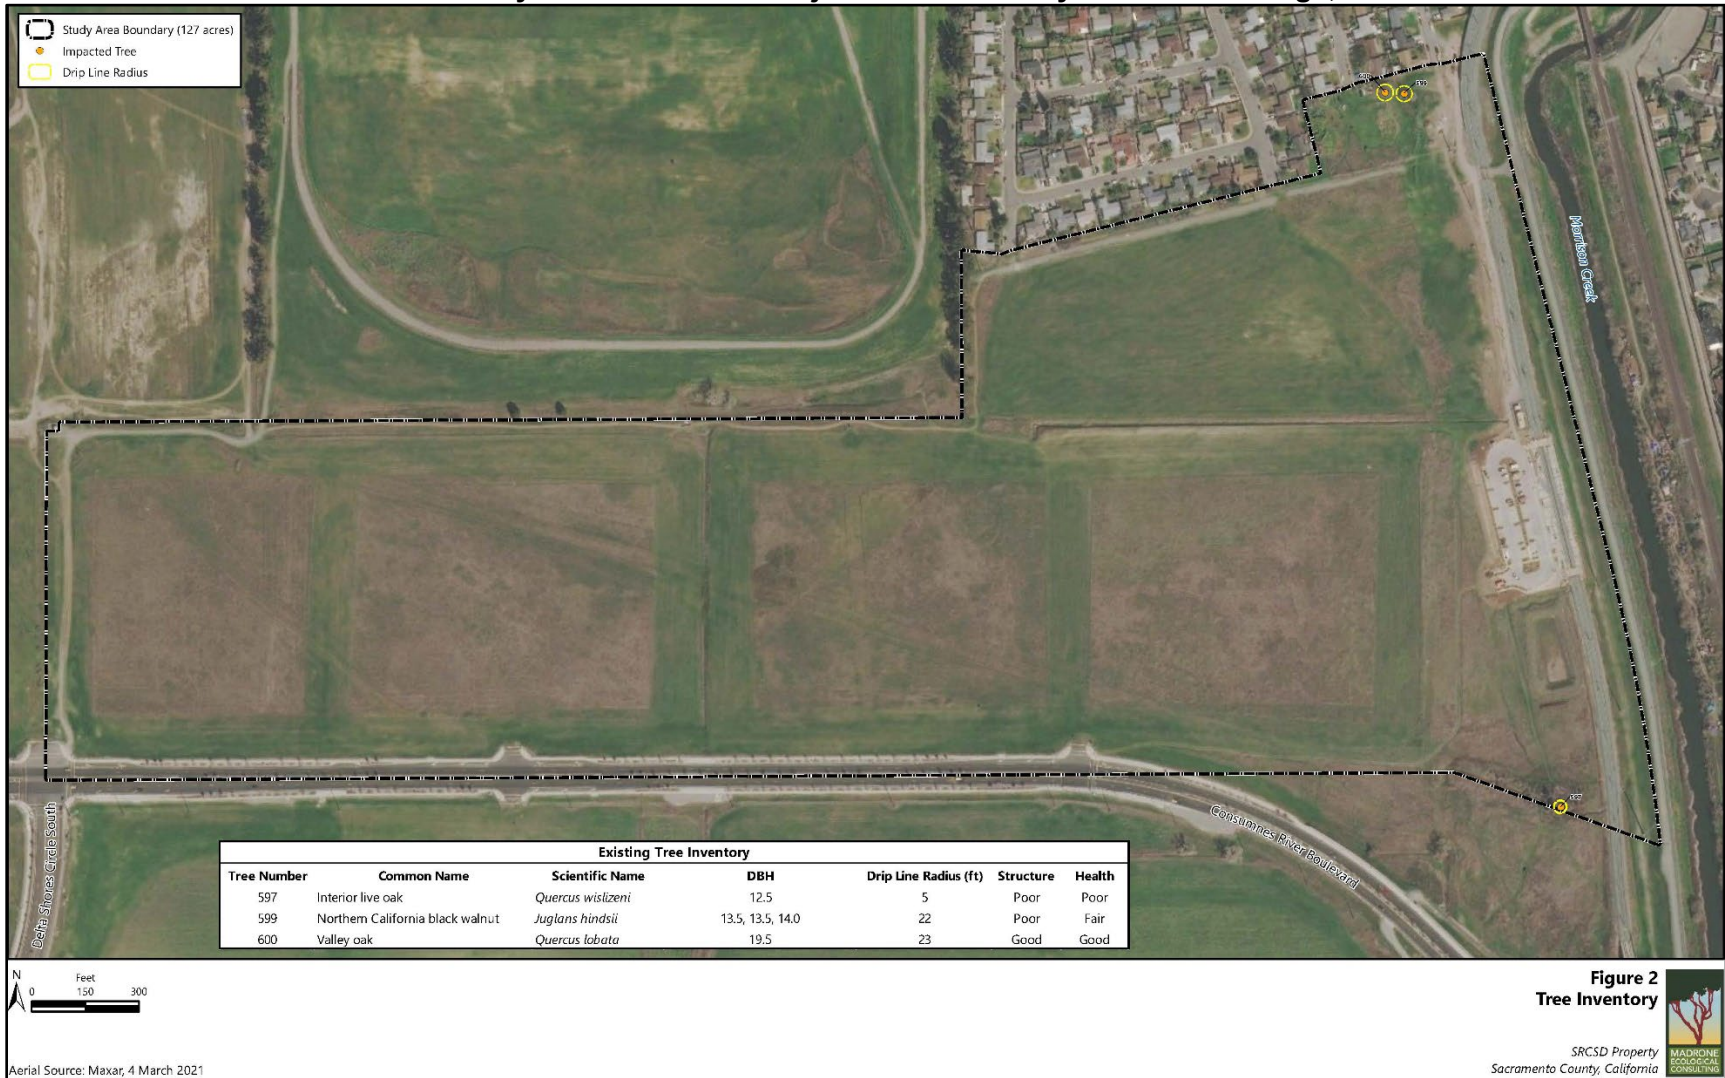 Study Area Boundary (127 acres)
Impacted Tree
Drip Line Radius
600
599
Morrison Creek
597
Consumnes River Boulevard
Delta Shores Circle South
Existing Tree Inventory
Tree Number Common Name Scientific Name DBH Drip Line Radius (ft) Structure Health
597 Interior live oak Quercus wislizeni 12.5 5 Poor Poor
599 Northern California black walnut Juglans hindsii 13.5, 13.5, 14.0 22 Poor Fair
600 Valley oak Quercus lobata 19.5 23 Good Good
N
Feet
0 150 300
Figure 2
Tree Inventory
SRCSD Property
Sacramento County, California
MADRONE
ECOLOGICAL
CONSULTING
Aerial Source: Maxar, 4 March 2021